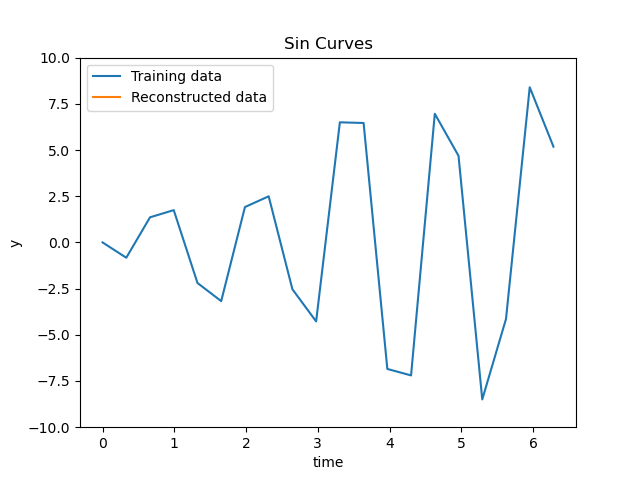 Sin Curves
Training data
Reconstructed data
10.0
7.5
5.0
2.5
0.0
−2.5
−5.0
−7.5
−10.0
y
0 1 2 3 4 5 6
time